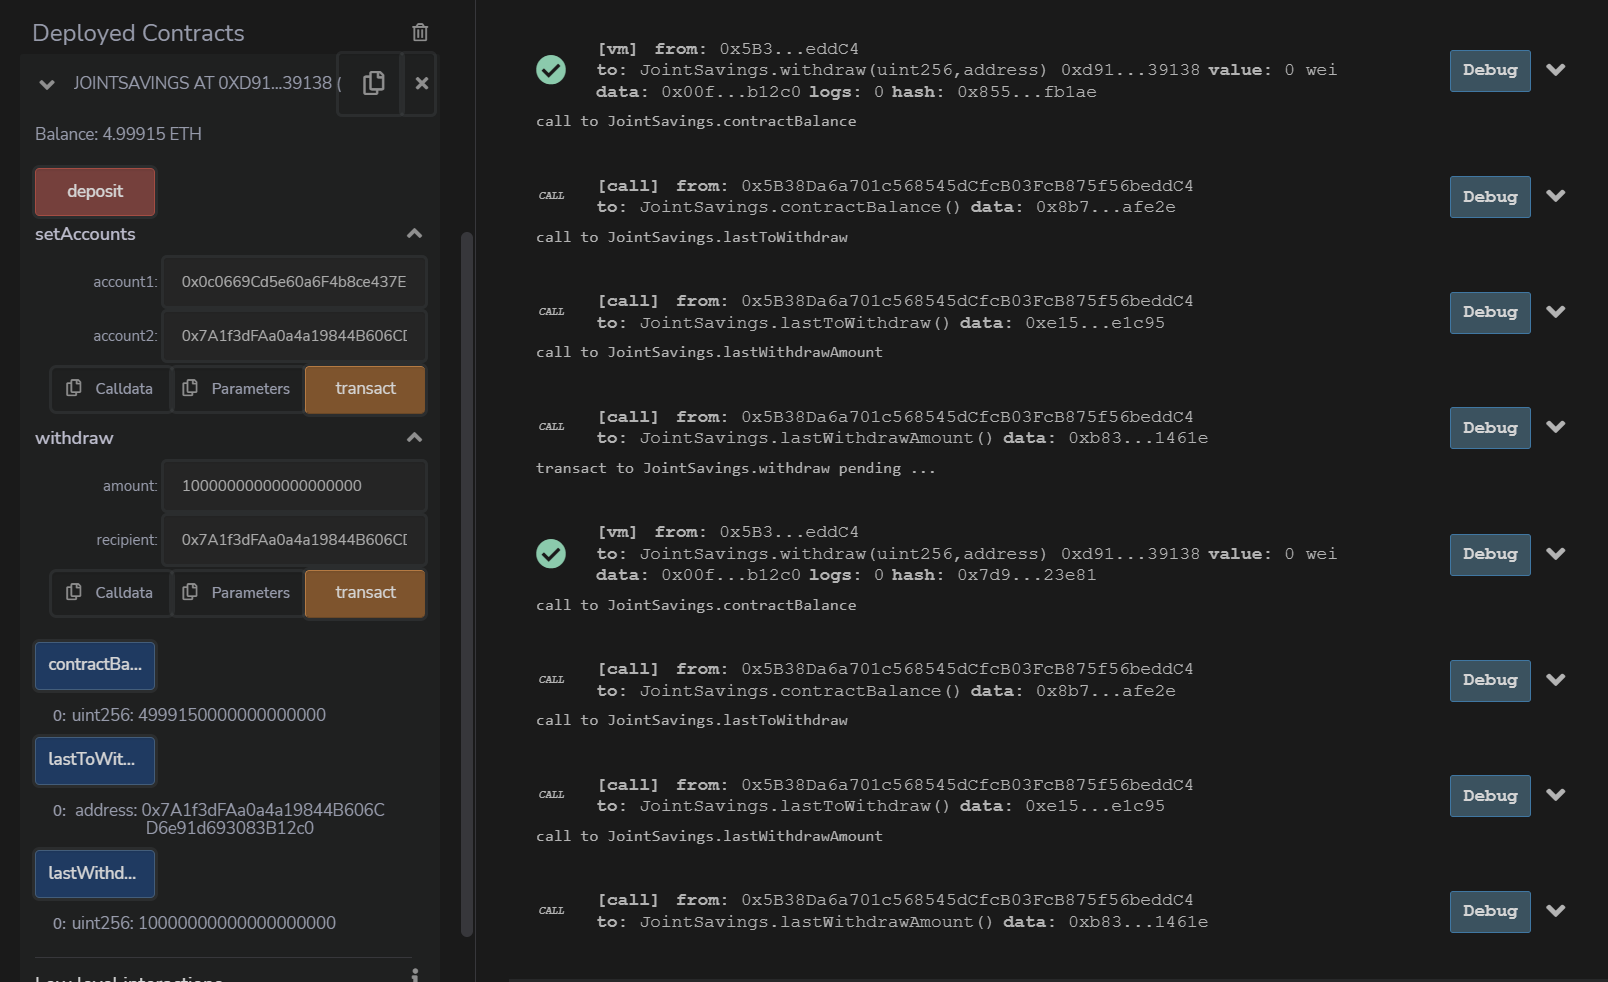 Deployed Contracts
JOINTSAVINGS AT 0XD91...39138 (
Balance: 4.99915 ETH
deposit
setAccounts
account1: 0x0c0669Cd5e60a6F4b8ce437E
account2: 0x7A1f3dFAa0a4a19844B606CD
Calldata Parameters transact
withdraw
amount: 10000000000000000000
recipient: 0x7A1f3dFAa0a4a19844B606CD
Calldata Parameters transact
contractBa...
0: uint256: 4999150000000000000
lastToWit...
0: address: 0x7A1f3dFAa0a4a19844B606C
D6e91d693083B12c0
lastWithd...
0: uint256: 10000000000000000000
Low level interactions
[vm] from: 0x5B3...eddC4
to: JointSavings.withdraw(uint256,address) 0xd91...39138 value: 0 wei
data: 0x00f...b12c0 logs: 0 hash: 0x855...fb1ae
Debug
call to JointSavings.contractBalance
CALL
[call] from: 0x5B38Da6a701c568545dCfcB03FcB875f56beddC4
to: JointSavings.contractBalance() data: 0x8b7...afe2e
Debug
call to JointSavings.lastToWithdraw
CALL
[call] from: 0x5B38Da6a701c568545dCfcB03FcB875f56beddC4
to: JointSavings.lastToWithdraw() data: 0xe15...e1c95
Debug
call to JointSavings.lastWithdrawAmount
CALL
[call] from: 0x5B38Da6a701c568545dCfcB03FcB875f56beddC4
to: JointSavings.lastWithdrawAmount() data: 0xb83...1461e
Debug
transact to JointSavings.withdraw pending ...
[vm] from: 0x5B3...eddC4
to: JointSavings.withdraw(uint256,address) 0xd91...39138 value: 0 wei
data: 0x00f...b12c0 logs: 0 hash: 0x7d9...23e81
Debug
call to JointSavings.contractBalance
CALL
[call] from: 0x5B38Da6a701c568545dCfcB03FcB875f56beddC4
to: JointSavings.contractBalance() data: 0x8b7...afe2e
Debug
call to JointSavings.lastToWithdraw
CALL
[call] from: 0x5B38Da6a701c568545dCfcB03FcB875f56beddC4
to: JointSavings.lastToWithdraw() data: 0xe15...e1c95
Debug
call to JointSavings.lastWithdrawAmount
CALL
[call] from: 0x5B38Da6a701c568545dCfcB03FcB875f56beddC4
to: JointSavings.lastWithdrawAmount() data: 0xb83...1461e
Debug